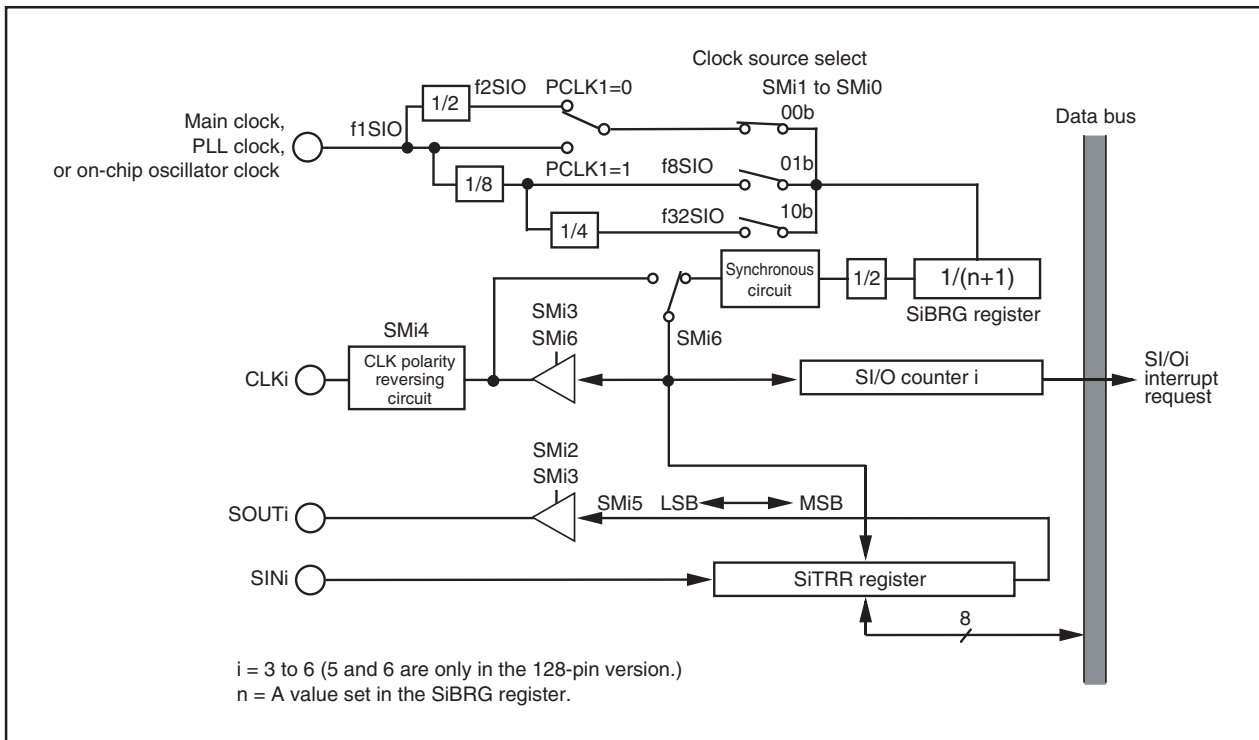 Clock source select
SMi1 to SMi0
Data bus
f2SIO
PCLK1=0
00b
1/2
Main clock,
PLL clock,
or on-chip oscillator clock
f1SIO
PCLK1=1
f8SIO
01b
1/8
f32SIO
10b
1/4
Synchronous
circuit
1/2
1/(n+1)
SiBRG register
SMi4
SMi3
SMi6
SMi6
CLKi
CLK polarity
reversing
circuit
SI/O counter i
SI/Oi
interrupt
request
SMi2
SMi3
SOUTi
SMi5
LSB
MSB
SINi
SiTRR register
8
i = 3 to 6 (5 and 6 are only in the 128-pin version.)
n = A value set in the SiBRG register.